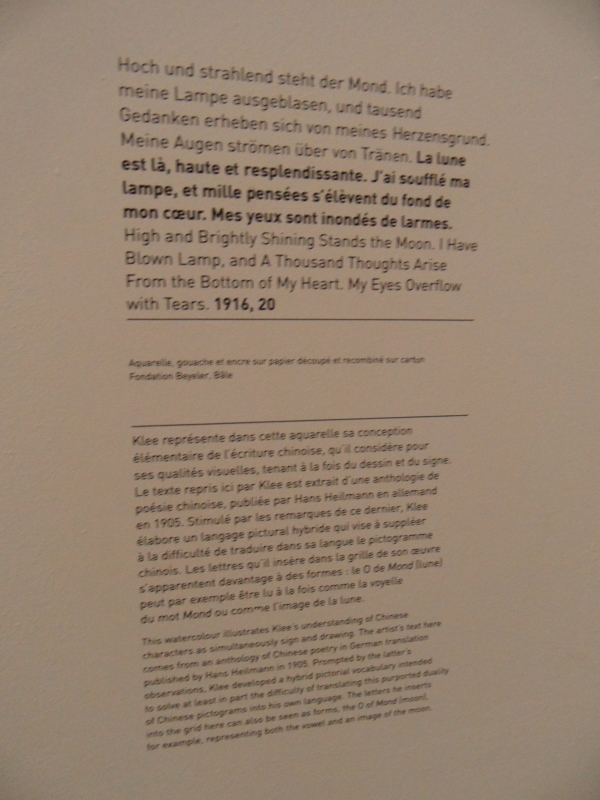 Hoch und strahlend steht der Mond. Ich habe
meine Lampe ausgeblasen, und tausend
Gedanken erheben sich von meines Herzensgrund.
Meine Augen strömen über von Tränen. La lune
est là, haute et resplendissante. J'ai soufflé ma
lampe, et mille pensées s'élèvent du fond de
mon cœur. Mes yeux sont inondés de larmes.
High and Brightly Shining Stands the Moon. I Have
Blown Lamp, and A Thousand Thoughts Arise
From the Bottom of My Heart. My Eyes Overflow
with Tears. 1916, 20
Aquarelle, gouache et encre sur papier découpé et recombiné sur carton
Fondation Beyeler, Bâle
Klee représente dans cette aquarelle sa conception
élémentaire de l'écriture chinoise, qu'il considère pour
ses qualités visuelles, tenant à la fois du dessin et du signe.
Le texte repris ici par Klee est extrait d'une anthologie de
poésie chinoise, publiée par Hans Heilmann en allemand
en 1905. Stimulé par les remarques de ce dernier, Klee
élabore un langage pictural hybride qui vise à suppléer
à la difficulté de traduire dans sa langue le pictogramme
chinois. Les lettres qu'il insère dans la grille de son œuvre
s'apparentent davantage à des formes : le O de Mond (lune)
peut par exemple être lu à la fois comme la voyelle
du mot Mond ou comme l'image de la lune.
This watercolour illustrates Klee's understanding of Chinese
characters as simultaneously sign and drawing. The artist's text here
comes from an anthology of Chinese poetry in German translation
published by Hans Heilmann in 1905. Prompted by the latter's
observations, Klee developed a hybrid pictorial vocabulary intended
to solve at least in part the difficulty of translating this purported duality
of Chinese pictograms into his own language. The letters he inserts
into the grid here can also be seen as forms, the O of Mond (moon),
for example, representing both the vowel and an image of the moon.